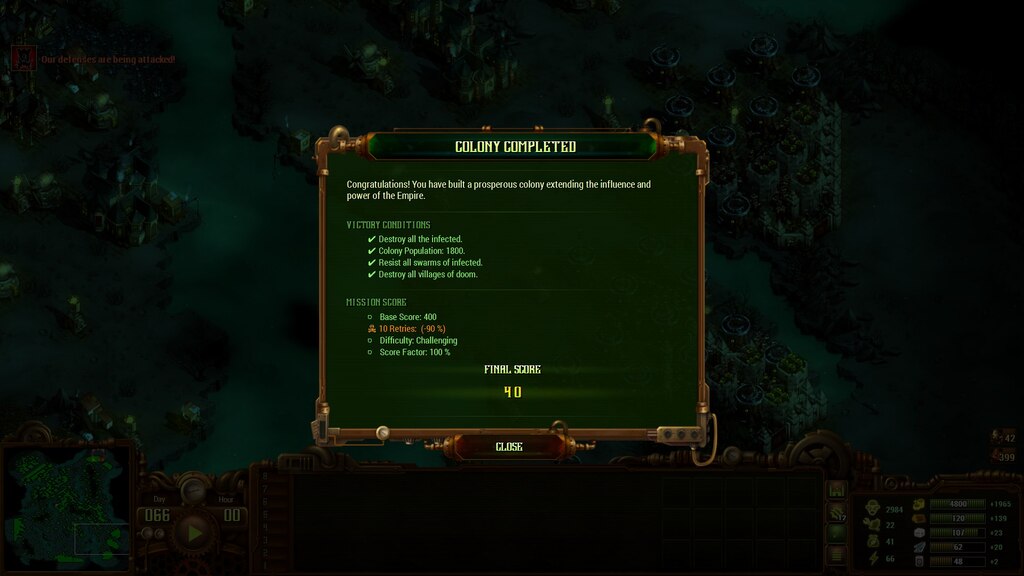 Our defenses are being attacked!
COLONY COMPLETED
Congratulations! You have built a prosperous colony extending the influence and
power of the Empire.
VICTORY CONDITIONS
✔ Destroy all the infected.
✔ Colony Population: 1800.
✔ Resist all swarms of infected.
✔ Destroy all villages of doom.
MISSION SCORE
Base Score: 400
10 Retries: (-90 %)
Difficulty: Challenging
Score Factor: 100 %
FINAL SCORE
40
CLOSE
42
399
Day
Hour
066
00
2984
22
41
66
4800 +1965
120 +139
107 +23
62 +20
48 +2